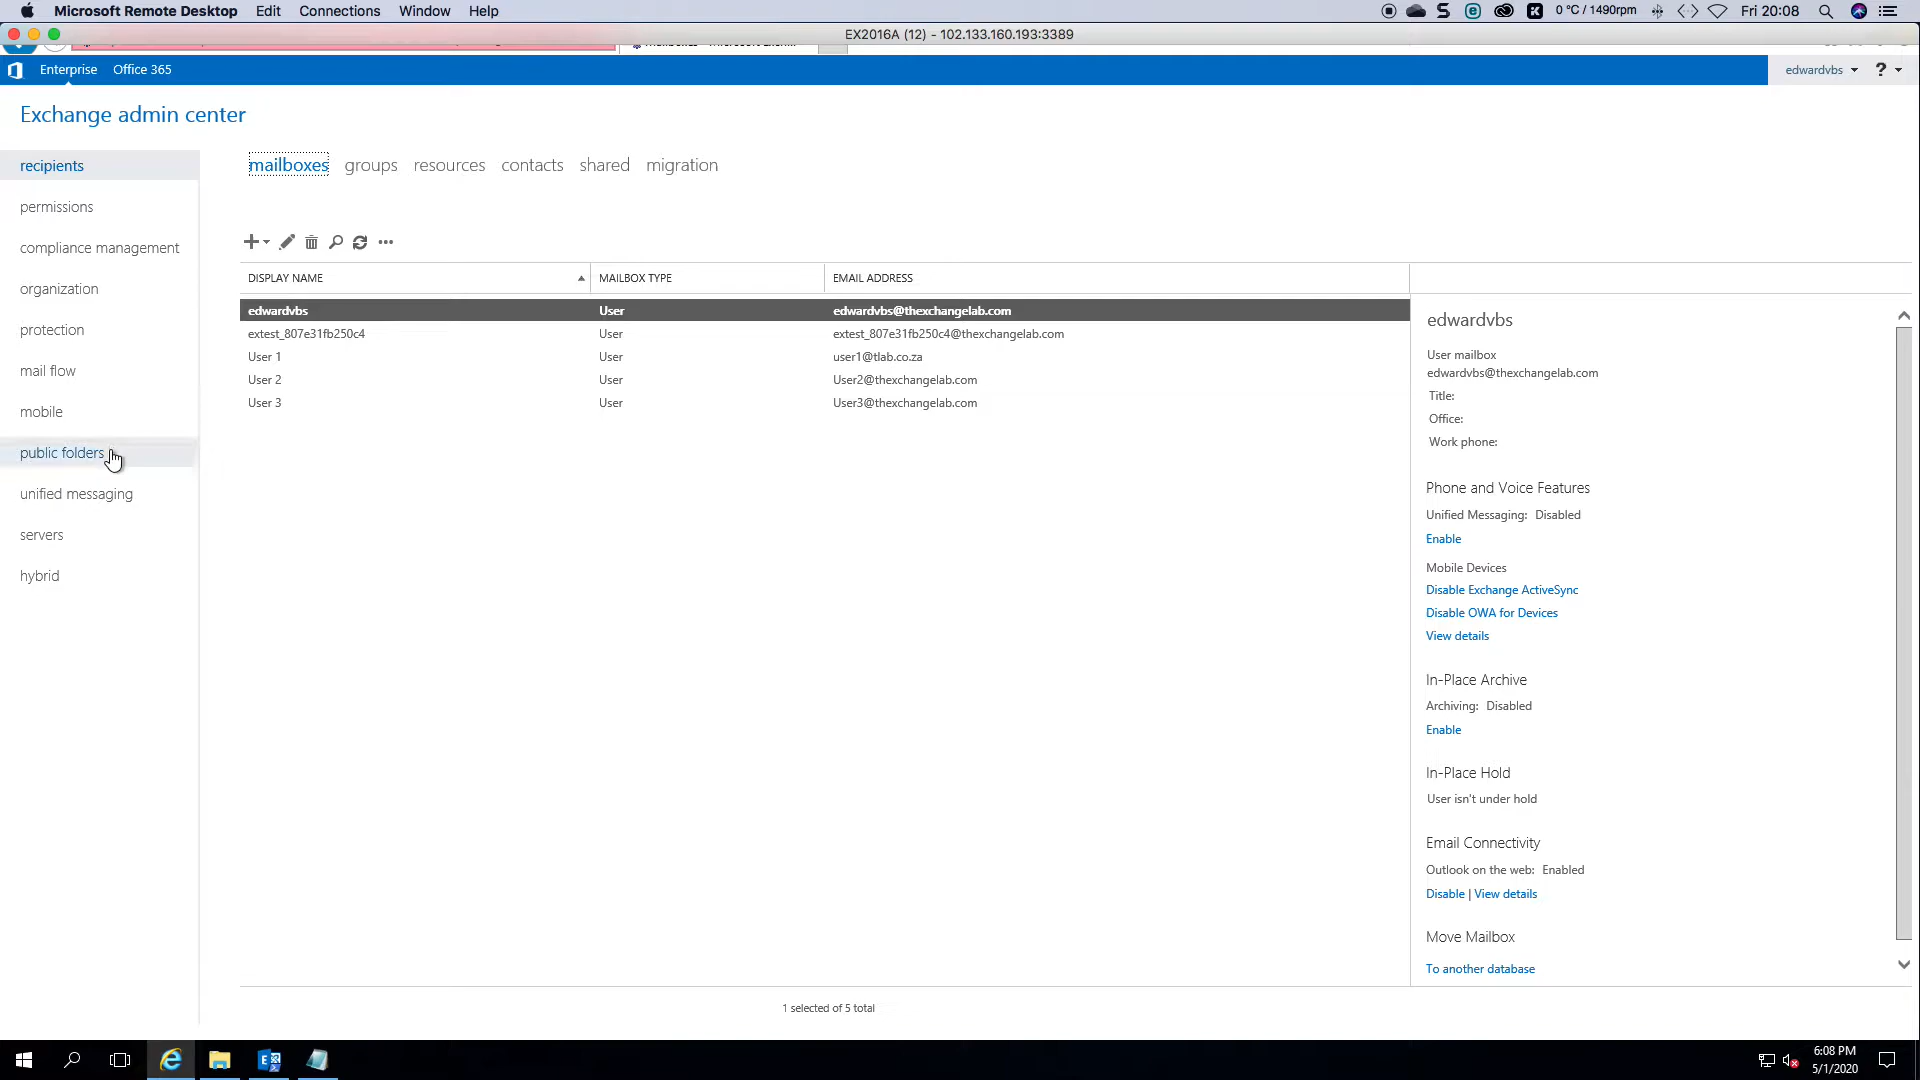 Microsoft Remote Desktop Edit Connections Window Help
0 °C / 1490rpm Fri 20:08
EX2016A (12) - 102.133.160.193:3389
Enterprise Office 365
edwardvbs ?
Exchange admin center
recipients
permissions
compliance management
organization
protection
mail flow
mobile
public folders
unified messaging
servers
hybrid
mailboxes groups resources contacts shared migration
DISPLAY NAME MAILBOX TYPE EMAIL ADDRESS
edwardvbs User edwardvbs@thexchangelab.com
extest_807e31fb250c4 User extest_807e31fb250c4@thexchangelab.com
User 1 User user1@tlab.co.za
User 2 User User2@thexchangelab.com
User 3 User User3@thexchangelab.com
1 selected of 5 total
edwardvbs
User mailbox
edwardvbs@thexchangelab.com
Title:
Office:
Work phone:
Phone and Voice Features
Unified Messaging: Disabled
Enable
Mobile Devices
Disable Exchange ActiveSync
Disable OWA for Devices
View details
In-Place Archive
Archiving: Disabled
Enable
In-Place Hold
User isn't under hold
Email Connectivity
Outlook on the web: Enabled
Disable | View details
Move Mailbox
To another database
6:08 PM
5/1/2020